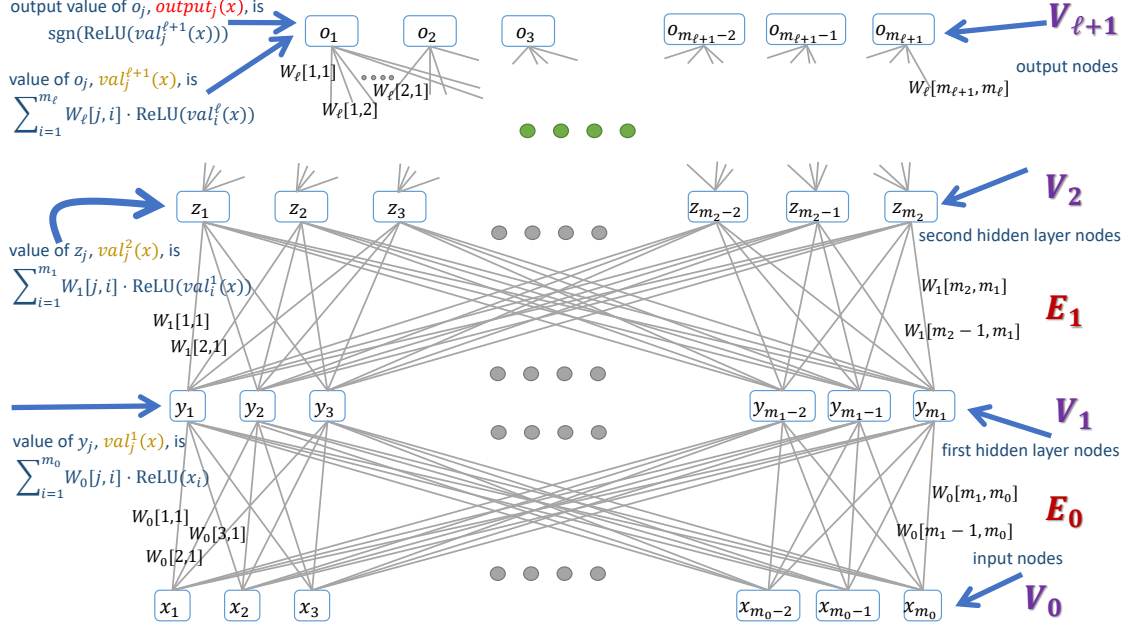 output value of o_j, output_j(x), is
sgn(ReLU(val_j^{ℓ+1}(x)))
o_1 o_2 o_3 o_{m_{ℓ+1}−2} o_{m_{ℓ+1}−1} o_{m_{ℓ+1}}
V_{ℓ+1}
output nodes
value of o_j, val_j^{ℓ+1}(x), is
∑_{i=1}^{m_ℓ} W_ℓ[j, i] · ReLU(val_i^ℓ(x))
W_ℓ[1,1]
W_ℓ[2,1]
W_ℓ[1,2]
W_ℓ[m_{ℓ+1}, m_ℓ]
z_1 z_2 z_3 z_{m_2−2} z_{m_2−1} z_{m_2}
V_2
second hidden layer nodes
value of z_j, val_j^2(x), is
∑_{i=1}^{m_1} W_1[j, i] · ReLU(val_i^1(x))
W_1[1,1]
W_1[2,1]
W_1[m_2, m_1]
W_1[m_2 − 1, m_1]
E_1
y_1 y_2 y_3 y_{m_1−2} y_{m_1−1} y_{m_1}
V_1
first hidden layer nodes
value of y_j, val_j^1(x), is
∑_{i=1}^{m_0} W_0[j, i] · ReLU(x_i)
W_0[1,1]
W_0[3,1]
W_0[2,1]
W_0[m_1, m_0]
W_0[m_1 − 1, m_0]
E_0
input nodes
x_1 x_2 x_3 x_{m_0−2} x_{m_0−1} x_{m_0}
V_0